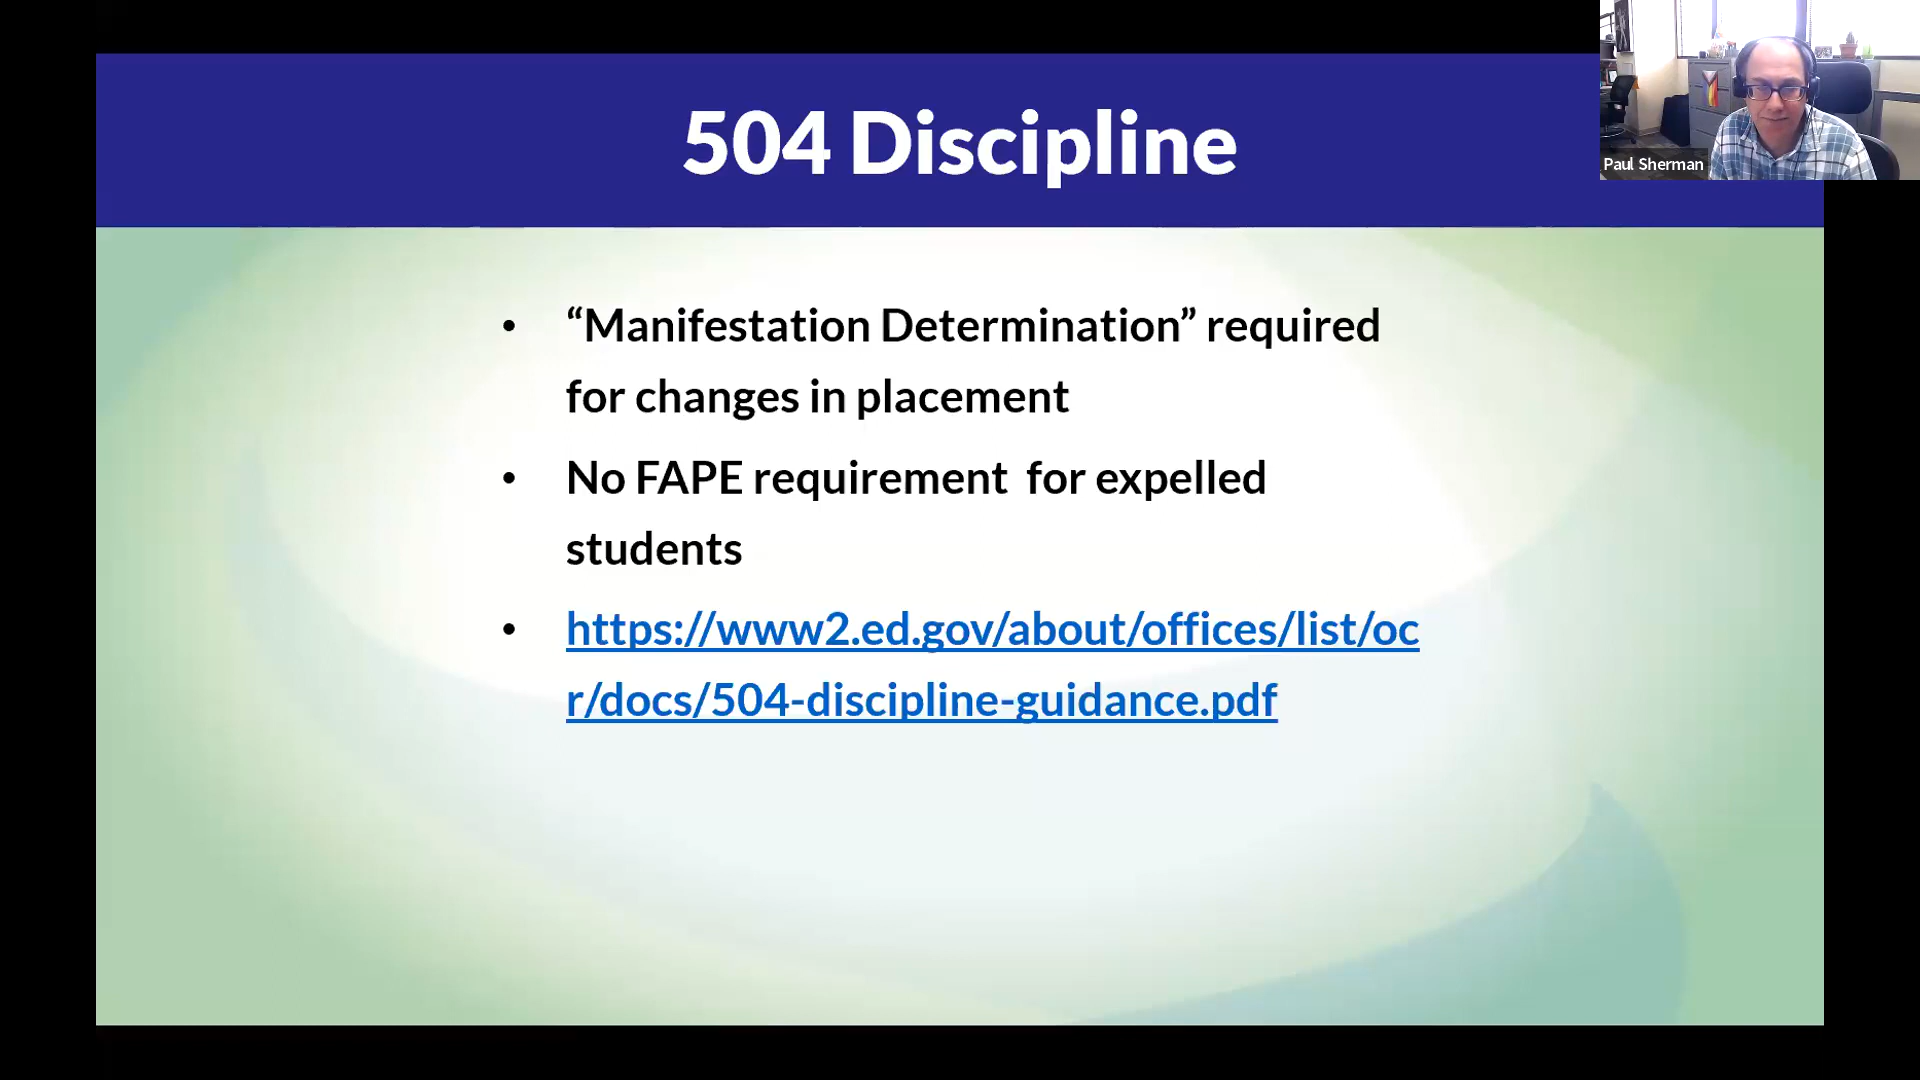 504 Discipline
Paul Sherman
• “Manifestation Determination” required
for changes in placement
• No FAPE requirement  for expelled
students
• https://www2.ed.gov/about/offices/list/oc
r/docs/504-discipline-guidance.pdf